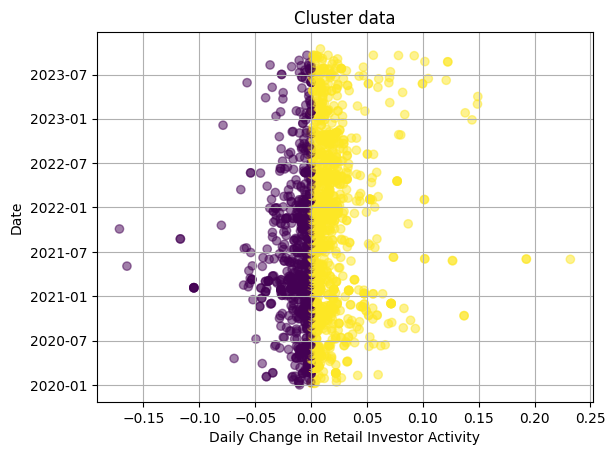 Cluster data
2023-07
2023-01
2022-07
2022-01
2021-07
2021-01
2020-07
2020-01
Date
−0.15 −0.10 −0.05 0.00 0.05 0.10 0.15 0.20 0.25
Daily Change in Retail Investor Activity